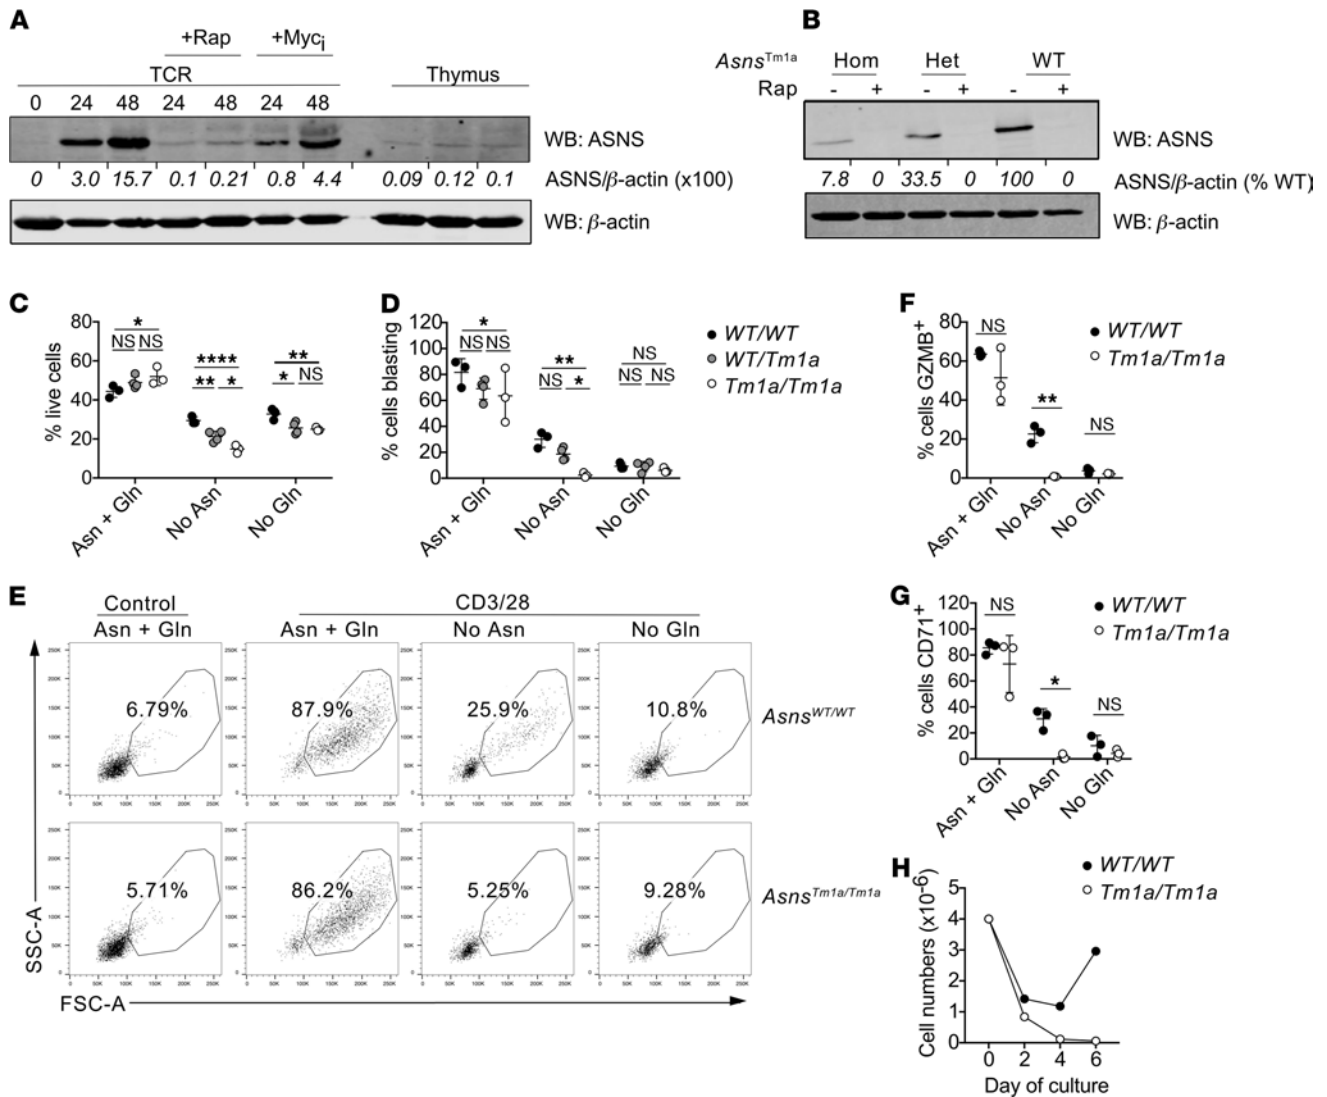 A
+Rap +Myci
TCR Thymus
0 24 48 24 48 24 48
WB: ASNS
0 3.0 15.7 0.1 0.21 0.8 4.4 0.09 0.12 0.1 ASNS/β-actin (x100)
WB: β-actin
B
AsnsTm1a Hom Het WT
Rap - + - + - +
WB: ASNS
7.8 0 33.5 0 100 0 ASNS/β-actin (% WT)
WB: β-actin
C
% live cells
80
60
40
20
0
*
NS NS
****
** *
**
* NS
Asn + Gln No Asn No Gln
D
% cells blasting
120
100
80
60
40
20
0
*
NS NS
**
NS *
NS
NS NS
Asn + Gln No Asn No Gln
WT/WT
WT/Tm1a
Tm1a/Tm1a
F
% cells GZMB+
80
60
40
20
0
NS
**
NS
Asn + Gln No Asn No Gln
WT/WT
Tm1a/Tm1a
E
Control CD3/28
Asn + Gln Asn + Gln No Asn No Gln
6.79% 87.9% 25.9% 10.8% AsnsWT/WT
5.71% 86.2% 5.25% 9.28% AsnsTm1a/Tm1a
SSC-A
FSC-A
G
% cells CD71+
120
100
80
60
40
20
0
NS
*
NS
Asn + Gln No Asn No Gln
WT/WT
Tm1a/Tm1a
H
Cell numbers (x10-6)
5
4
3
2
1
0
0 2 4 6
Day of culture
WT/WT
Tm1a/Tm1a